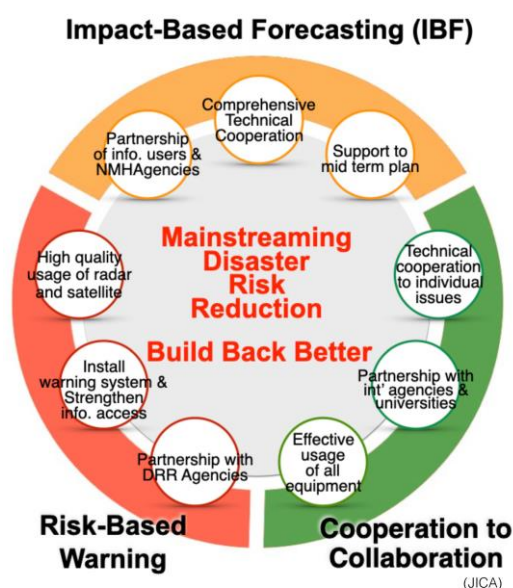 Impact-Based Forecasting (IBF)
Comprehensive
Technical
Cooperation
Partnership
of info. users &
NMHAgencies
Support to
mid term plan
High quality
usage of radar
and satellite
Mainstreaming
Disaster
Risk
Reduction
Build Back Better
Technical
cooperation
to individual
issues
Install
warning system &
Strengthen
info. access
Partnership with
int' agencies &
universities
Partnership with
DRR Agencies
Effective
usage
of all
equipment
Risk-Based
Warning
Cooperation to
Collaboration
(JICA)